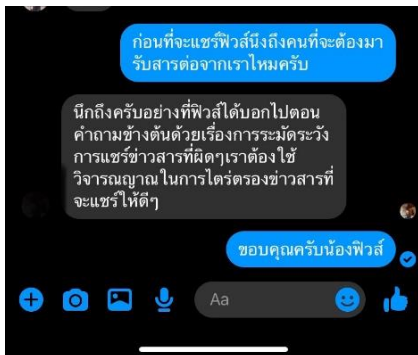 ก่อนที่จะแชร์ฟิวส์นึงถึงคนที่จะต้องมา
รับสารต่อจากเราไหมครับ
นึกถึงครับอย่างที่ฟิวส์ได้บอกไปตอน
คำถามข้างต้นด้วยเรื่องการระมัดระวัง
การแชร์ข่าวสารที่ผิดๆเราต้องใช้
วิจารณญาณในการไตร่ตรองข่าวสารที่
จะแชร์ให้ดีๆ
ขอบคุณครับน้องฟิวส์
Aa